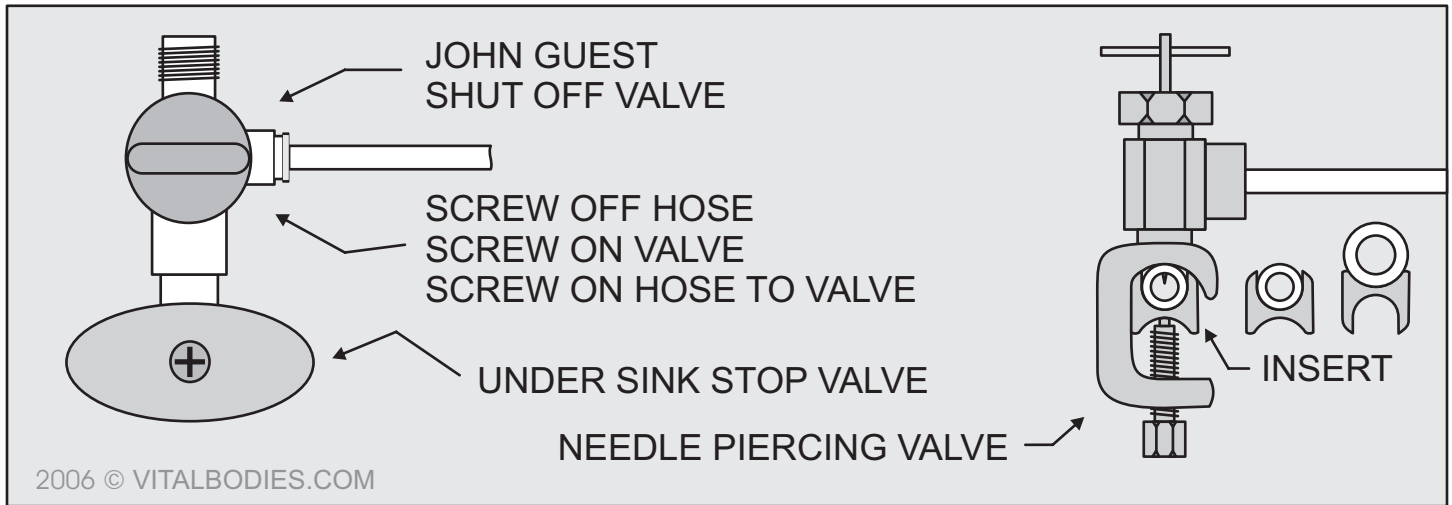 JOHN GUEST
SHUT OFF VALVE
SCREW OFF HOSE
SCREW ON VALVE
SCREW ON HOSE TO VALVE
UNDER SINK STOP VALVE
INSERT
NEEDLE PIERCING VALVE
2006 © VITALBODIES.COM